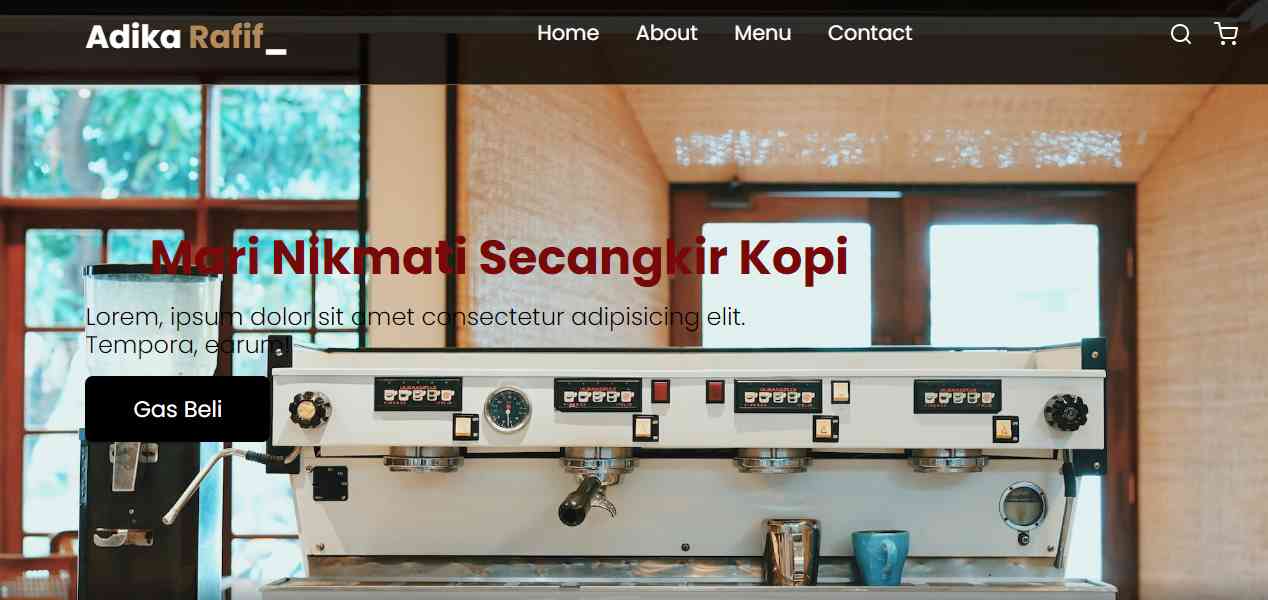 Adika Rafif_
Home About Menu Contact
Mari Nikmati Secangkir Kopi
Lorem, ipsum dolor sit amet consectetur adipisicing elit.
Tempora, earum!
Gas Beli